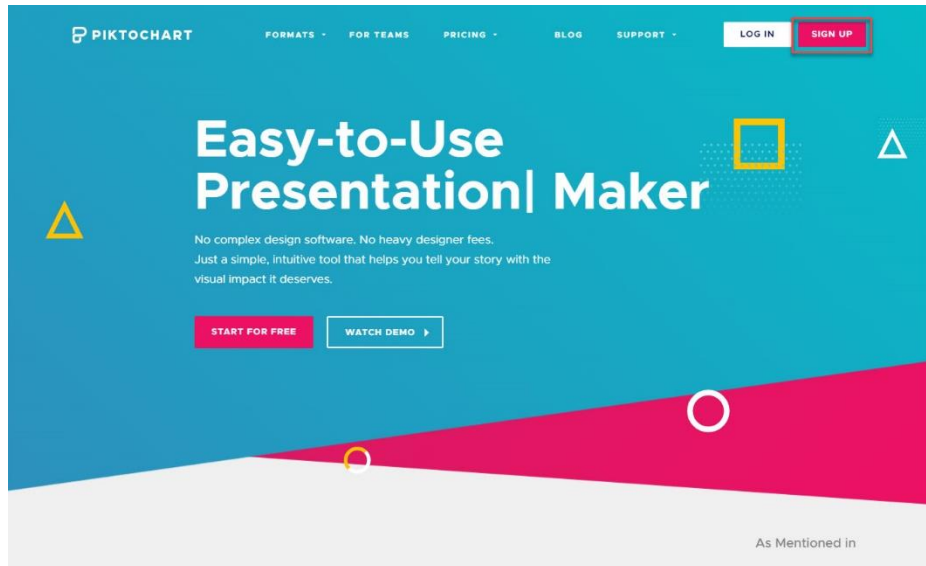 PIKTOCHART FORMATS FOR TEAMS PRICING BLOG SUPPORT LOG IN SIGN UP
Easy-to-Use
Presentation| Maker
No complex design software. No heavy designer fees.
Just a simple, intuitive tool that helps you tell your story with the
visual impact it deserves.
START FOR FREE WATCH DEMO
As Mentioned in